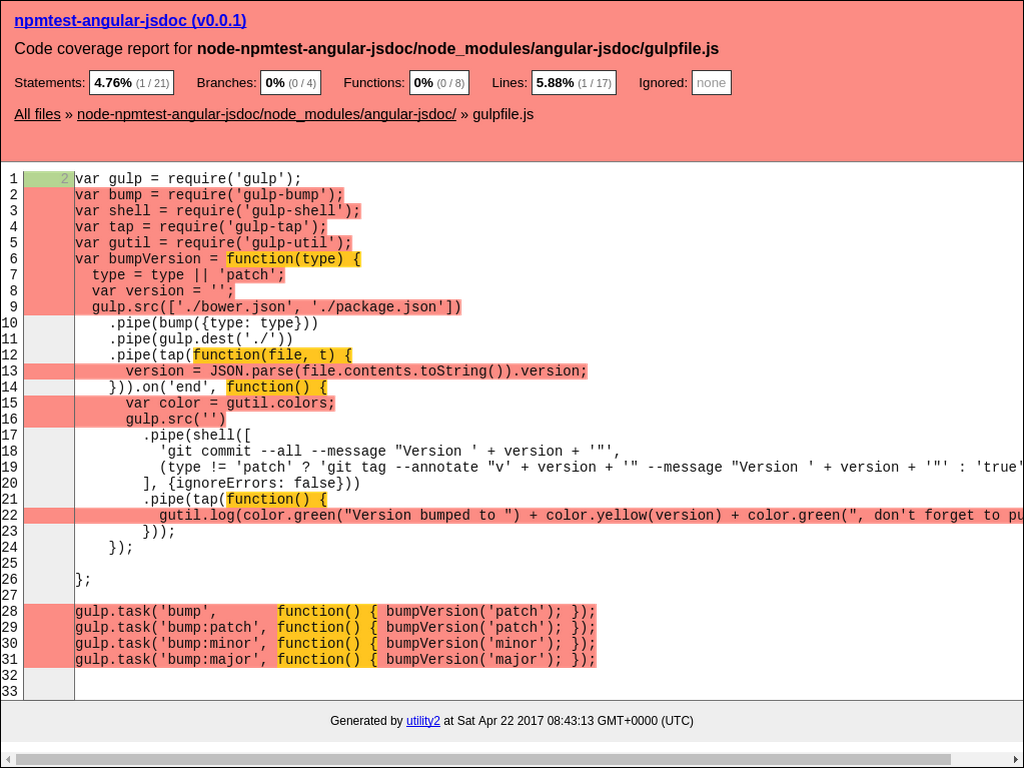 npmtest-angular-jsdoc (v0.0.1)
Code coverage report for node-npmtest-angular-jsdoc/node_modules/angular-jsdoc/gulpfile.js
Statements: 4.76% (1 / 21) Branches: 0% (0 / 4) Functions: 0% (0 / 8) Lines: 5.88% (1 / 17) Ignored: none
All files » node-npmtest-angular-jsdoc/node_modules/angular-jsdoc/ » gulpfile.js
1 2 var gulp = require('gulp');
2 var bump = require('gulp-bump');
3 var shell = require('gulp-shell');
4 var tap = require('gulp-tap');
5 var gutil = require('gulp-util');
6 var bumpVersion = function(type) {
7   type = type || 'patch';
8   var version = '';
9   gulp.src(['./bower.json', './package.json'])
10     .pipe(bump({type: type}))
11     .pipe(gulp.dest('./'))
12     .pipe(tap(function(file, t) {
13       version = JSON.parse(file.contents.toString()).version;
14     })).on('end', function() {
15       var color = gutil.colors;
16       gulp.src('')
17         .pipe(shell([
18           'git commit --all --message "Version ' + version + '"',
19           (type != 'patch' ? 'git tag --annotate "v' + version + '" --message "Version ' + version + '"' : 'true'
20         ], {ignoreErrors: false}))
21         .pipe(tap(function() {
22           gutil.log(color.green("Version bumped to ") + color.yellow(version) + color.green(", don't forget to pu
23         }));
24     });
25
26 };
27
28 gulp.task('bump',       function() { bumpVersion('patch'); });
29 gulp.task('bump:patch', function() { bumpVersion('patch'); });
30 gulp.task('bump:minor', function() { bumpVersion('minor'); });
31 gulp.task('bump:major', function() { bumpVersion('major'); });
32
33
Generated by utility2 at Sat Apr 22 2017 08:43:13 GMT+0000 (UTC)